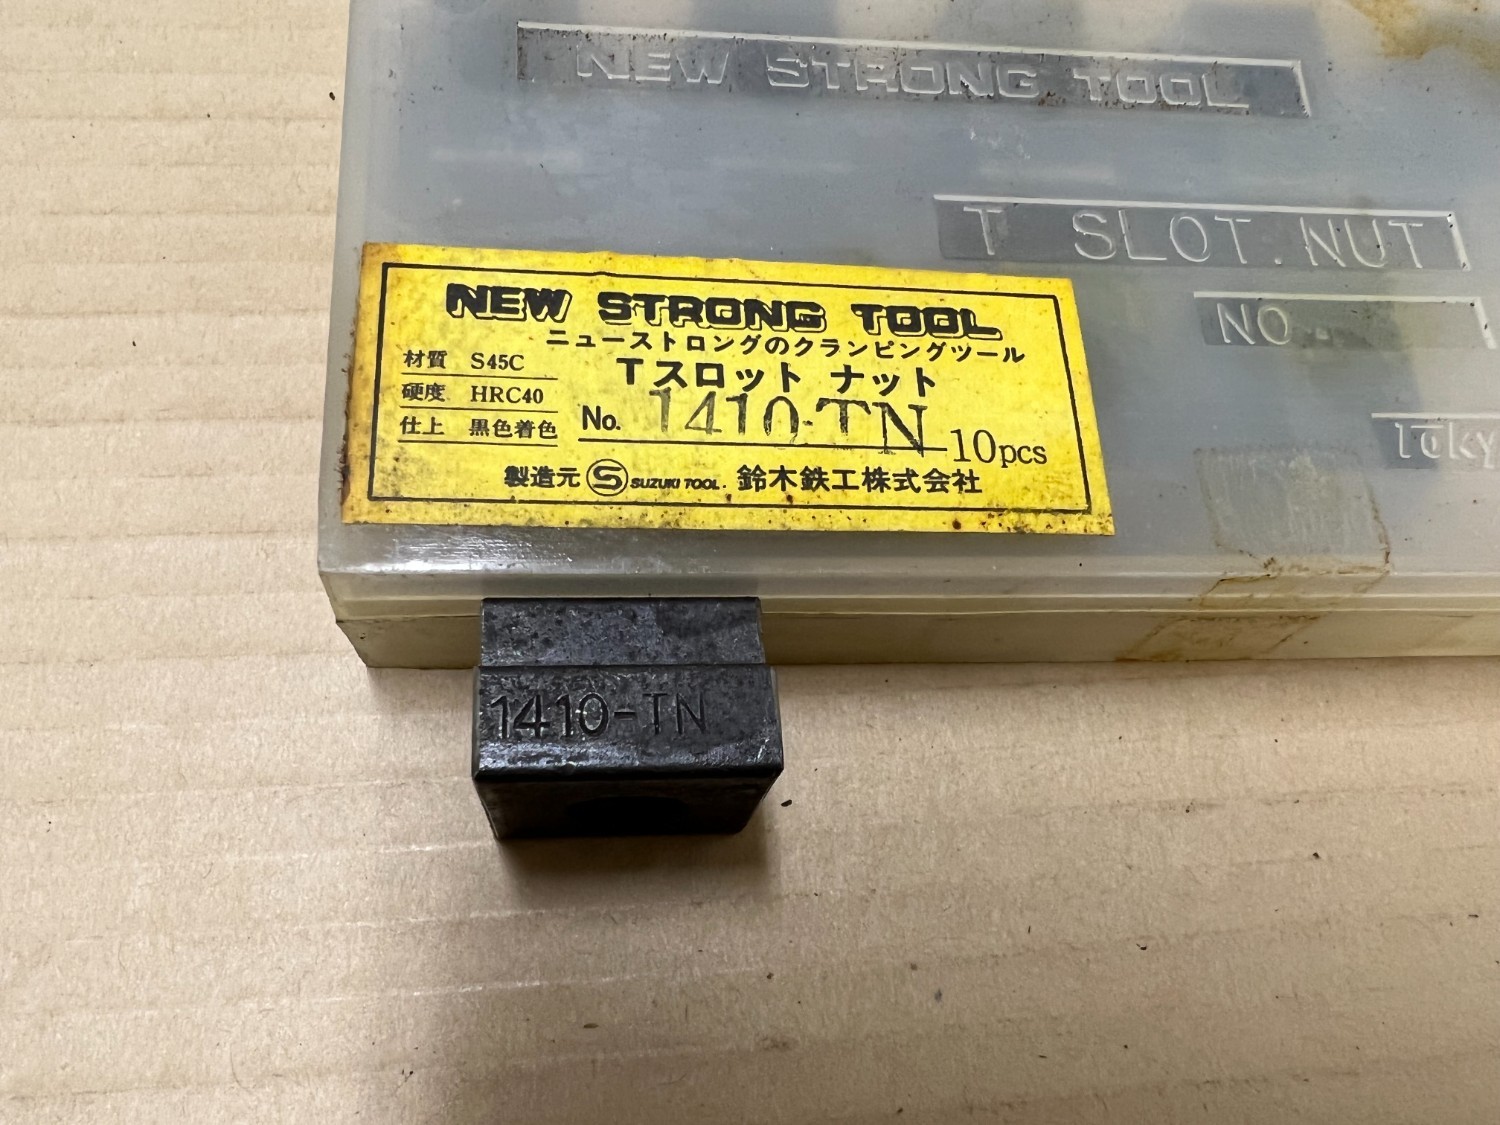 NEW STRONG TOOL
T SLOT.NUT
NO.
NEW STRONG TOOL
ニューストロングのクランピングツール
材質 S45C
Tスロット ナット
硬度 HRC40
No. 1410-TN 10pcs
仕上 黒色着色
製造元 S SUZUKI TOOL. 鈴木鉄工株式会社
1410-TN